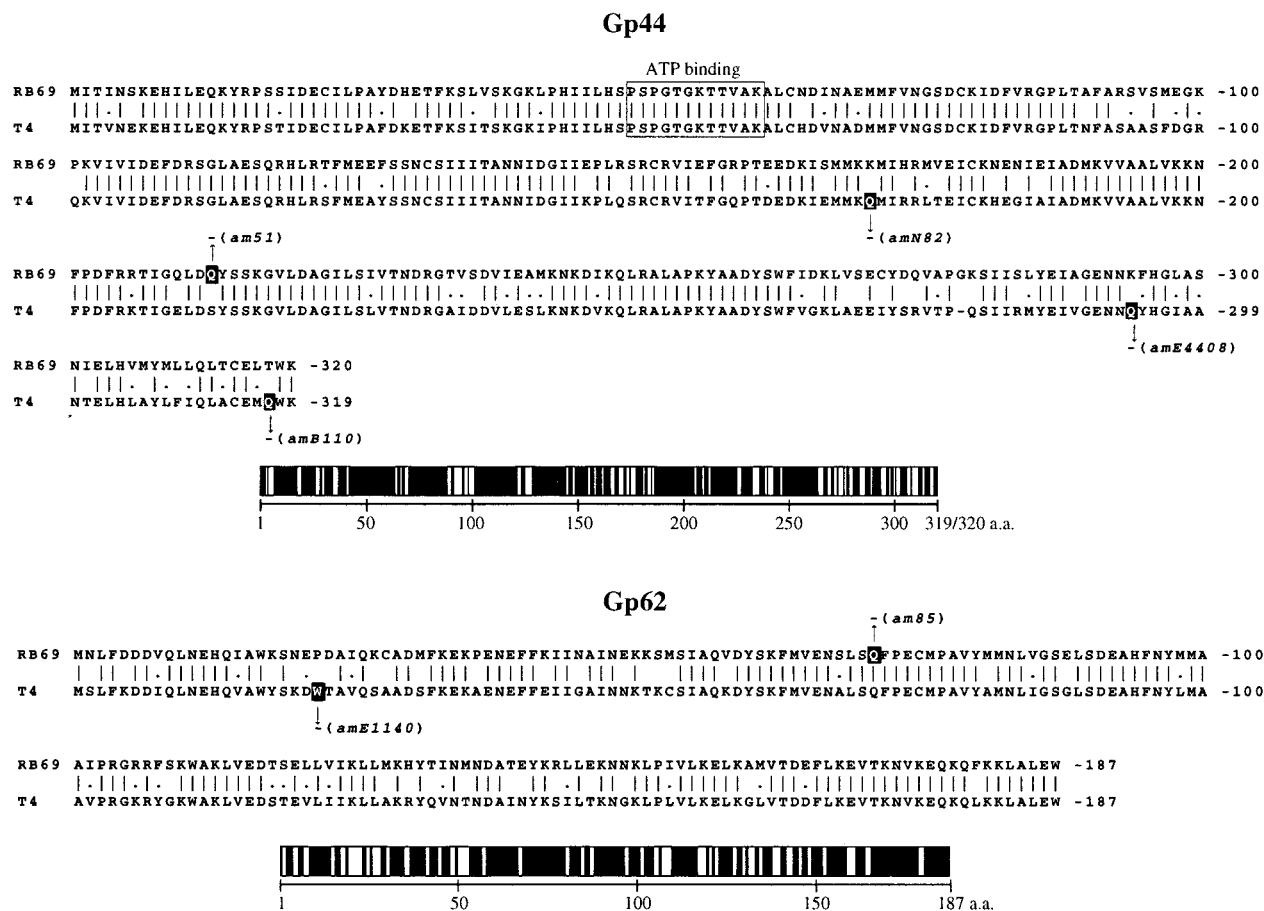 Gp44
ATP binding
RB69 MITINSKEHILEQKYRPSSIDECILPAYDHETFKSLVSKGKLPHIILHSPSPGTGKTTVAKALCNDINAEMMFVNGSDCKIDFVRGPLTAFARSVSMEGK -100
T4 MITVNEKEHILEQKYRPSTIDECILPAFDKETFKSITSKGKIPHIILHSPSPGTGKTTVAKALCHDVNADMMFVNGSDCKIDFVRGPLTNFASAASFDGR -100
RB69 PKVIVIDEFDRSGLAESQRHLRTFMEEFSSNCSIIITANNIDGIIEPLRSRCRVIEFGRPTEEDKISMMKKMIHRMVEICKNENIEIADMKVVAALVKKN -200
T4 QKVIVIDEFDRSGLAESQRHLRSFMEAYSSNCSIIITANNIDGIIKPLQSRCRVITFGQPTDEDKIEMMKQMIRRLTEICKHEGIAIADMKVVAALVKKN -200
-(am51)
-(amN82)
RB69 FPDFRRTIGQLDQYSSKGVLDAGILSIVTNDRGTVSDVIEAMKNKDIKQLRALAPKYAADYSWFIDKLVSECYDQVAPGKSIISLYEIAGENNKFHGLAS -300
T4 FPDFRKTIGELDSYSSKGVLDAGILSLVTNDRGAIDDVLESLKNKDVKQLRALAPKYAADYSWFVGKLAEEIYSRVTP-QSIIRMYEIVGENNQYHGIAA -299
-(amE4408)
RB69 NIELHVMYMLLQLTCELTWK -320
T4 NTELHLAYLFIQLACEMQWK -319
-(amB110)
1 50 100 150 200 250 300 319/320 a.a.
Gp62
-(am85)
RB69 MNLFDDDVQLNEHQIAWKSNEPDAIQKCADMFKEKPENEFFKIINAINEKKSMSIAQVDYSKFMVENSLSQFPECMPAVYMMNLVGSELSDEAHFNYMMA -100
T4 MSLFKDDIQLNEHQVAWYSKDWTAVQSAADSFKEKAENEFFEIIGAINNKTKCSIAQKDYSKFMVENALSQFPECMPAVYAMNLIGSGLSDEAHFNYLMA -100
-(amE1140)
RB69 AIPRGRRFSKWAKLVEDTSELLVIKLLMKHYTINMNDATEYKRLLEKNNKLPIVLKELKAMVTDEFLKEVTKNVKEQKQFKKLALEW -187
T4 AVPRGKRYGKWAKLVEDSTEVLIIKLLAKRYQVNTNDAINYKSILTKNGKLPLVLKELKGLVTDDFLKEVTKNVKEQKQLKKLALEW -187
1 50 100 150 187 a.a.